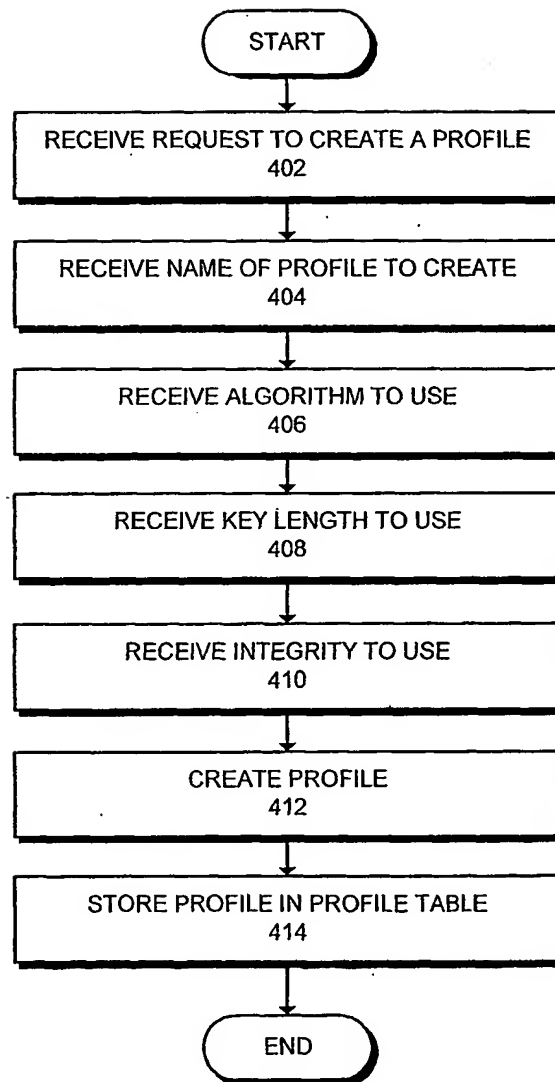 START
RECEIVE REQUEST TO CREATE A PROFILE
402
RECEIVE NAME OF PROFILE TO CREATE
404
RECEIVE ALGORITHM TO USE
406
RECEIVE KEY LENGTH TO USE
408
RECEIVE INTEGRITY TO USE
410
CREATE PROFILE
412
STORE PROFILE IN PROFILE TABLE
414
END